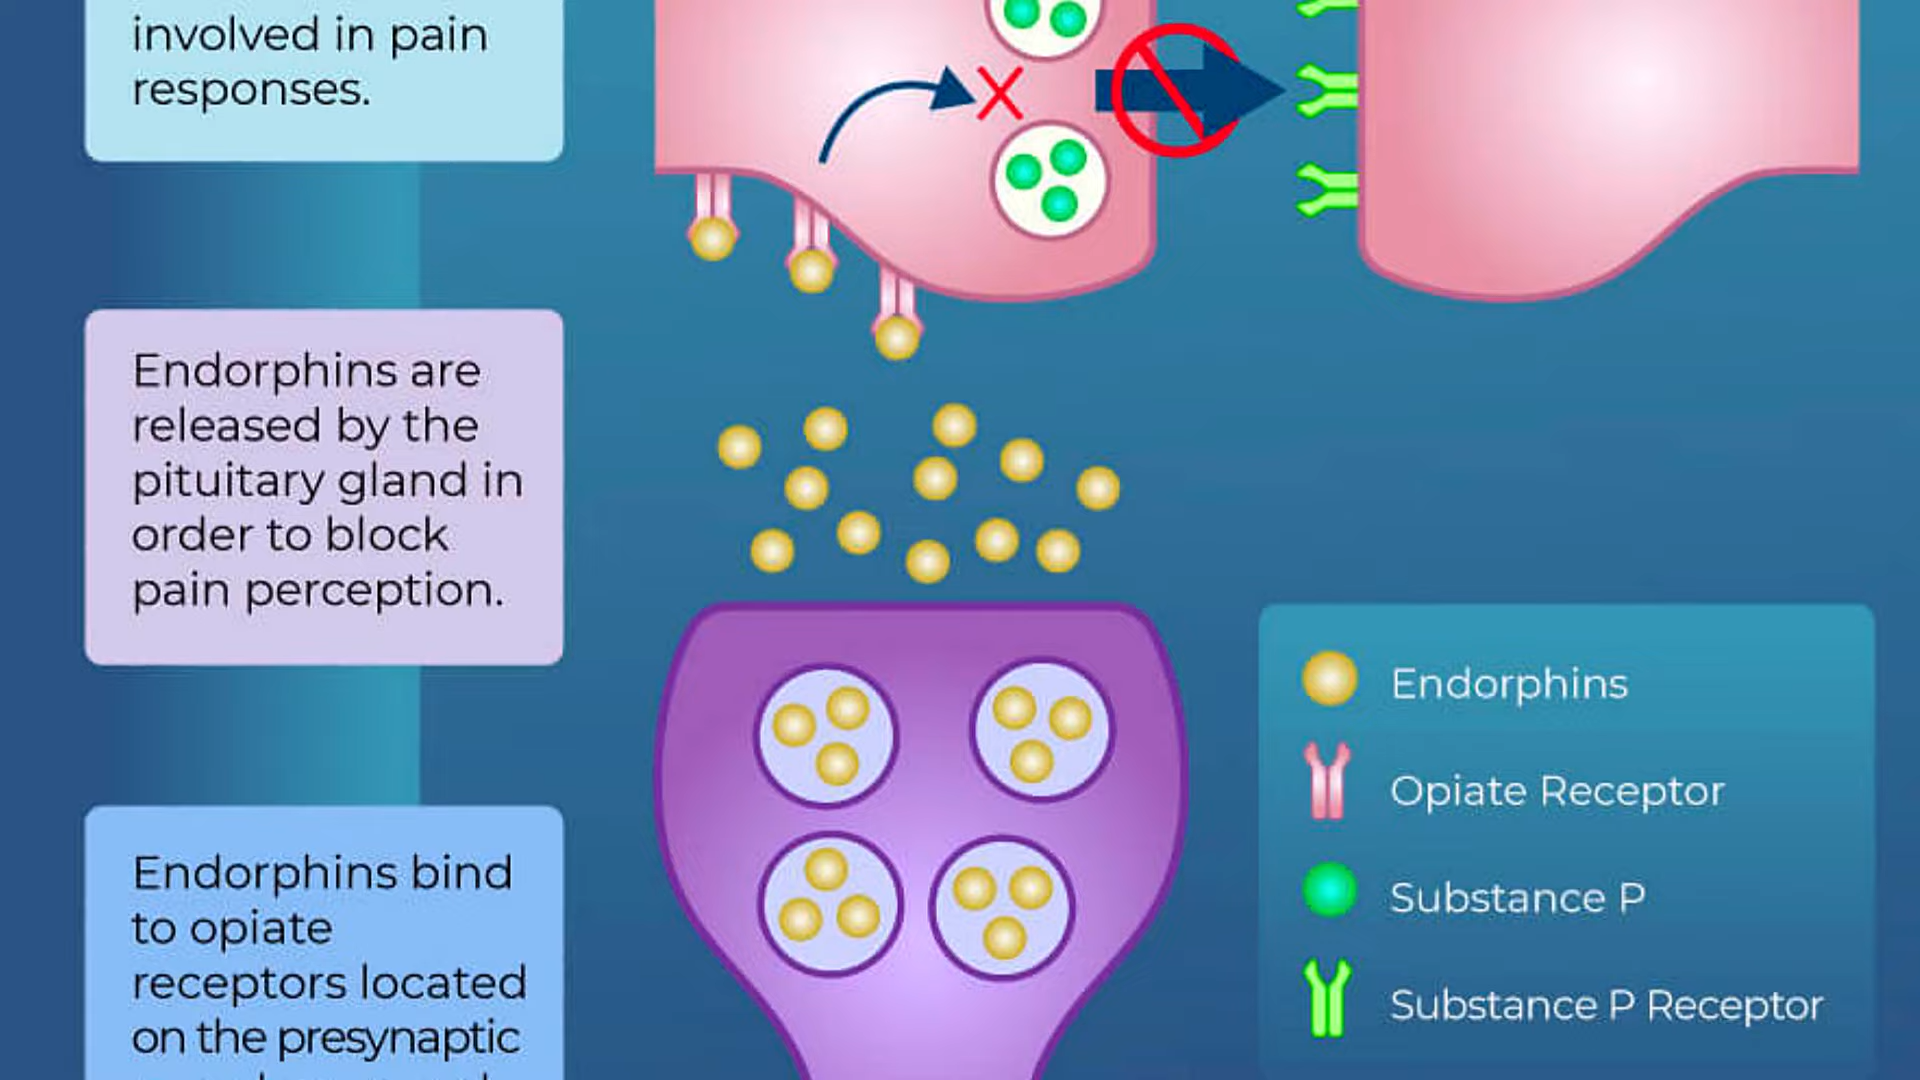 involved in pain
responses.
Endorphins are
released by the
pituitary gland in
order to block
pain perception.
Endorphins bind
to opiate
receptors located
on the presynaptic
Endorphins
Opiate Receptor
Substance P
Substance P Receptor